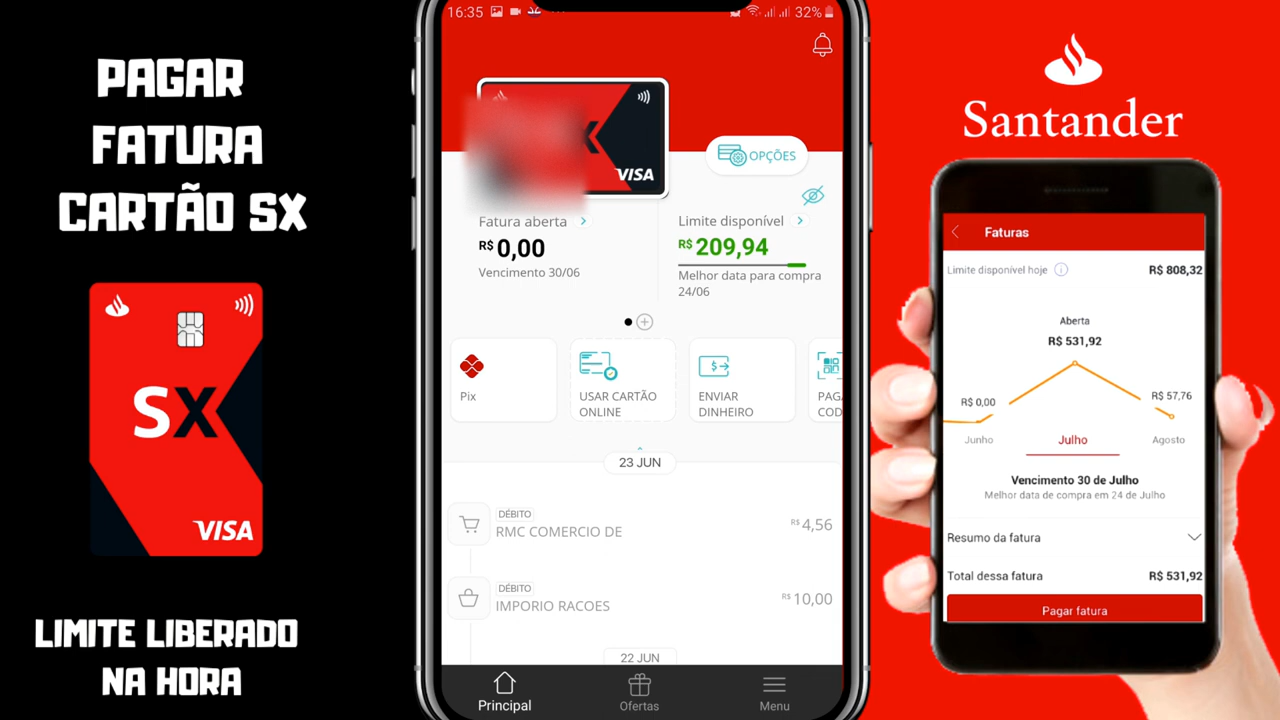 PAGAR
FATURA
CARTÃO SX
SX
VISA
LIMITE LIBERADO
NA HORA
16:35
32%
VISA
OPÇÕES
Fatura aberta
R$ 0,00
Vencimento 30/06
Limite disponível
R$ 209,94
Melhor data para compra
24/06
Pix
USAR CARTÃO
ONLINE
ENVIAR
DINHEIRO
PAGA
COD
23 JUN
DÉBITO
RMC COMERCIO DE
R$ 4,56
DÉBITO
IMPORIO RACOES
R$ 10,00
22 JUN
Principal
Ofertas
Menu
Santander
Faturas
Limite disponível hoje
R$ 808,32
Aberta
R$ 531,92
R$ 0,00
R$ 57,76
Junho
Julho
Agosto
Vencimento 30 de Julho
Melhor data de compra em 24 de Julho
Resumo da fatura
Total dessa fatura
R$ 531,92
Pagar fatura